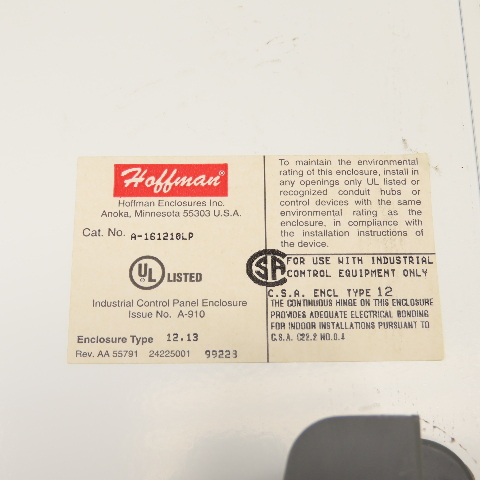 Hoffman®
Hoffman Enclosures Inc.
Anoka, Minnesota 55303 U.S.A.
Cat. No. A-161210LP
UL LISTED
Industrial Control Panel Enclosure
Issue No. A-910
Enclosure Type 12,13
Rev. AA 55791 24225001 99223
To maintain the environmental
rating of this enclosure, install in
any openings only UL listed or
recognized conduit hubs or
control devices with the same
environmental rating as the
enclosure, in compliance with
the installation instructions of
the device.
CSA FOR USE WITH INDUSTRIAL
CONTROL EQUIPMENT ONLY
C.S.A. ENCL TYPE 12
THE CONTINUOUS HINGE ON THIS ENCLOSURE
PROVIDES ADEQUATE ELECTRICAL BONDING
FOR INDOOR INSTALLATIONS PURSUANT TO
C.S.A. C22.2 NO.0.4